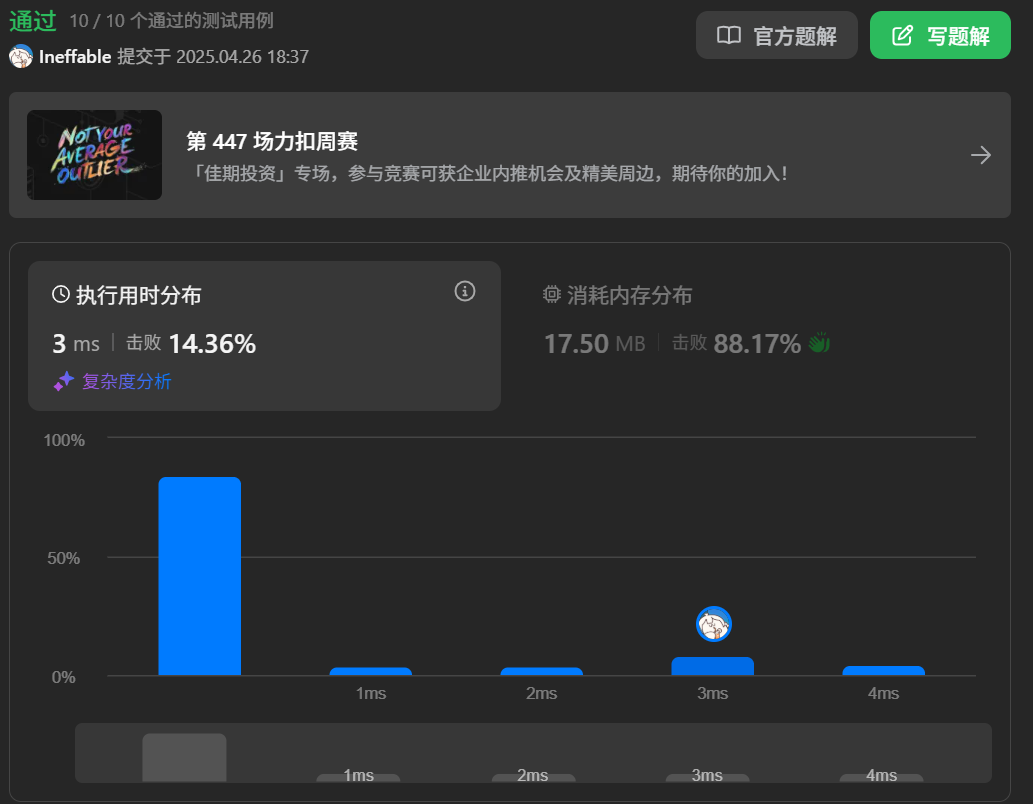 通过 10 / 10 个通过的测试用例
Ineffable 提交于 2025.04.26 18:37
官方题解
写题解
NOT YOUR
AVERAGE
OUTLIER
第 447 场力扣周赛
「佳期投资」专场，参与竞赛可获企业内推机会及精美周边，期待你的加入！
执行用时分布
3 ms 击败 14.36%
复杂度分析
消耗内存分布
17.50 MB 击败 88.17%
100%
50%
0%
1ms 2ms 3ms 4ms
1ms 2ms 3ms 4ms